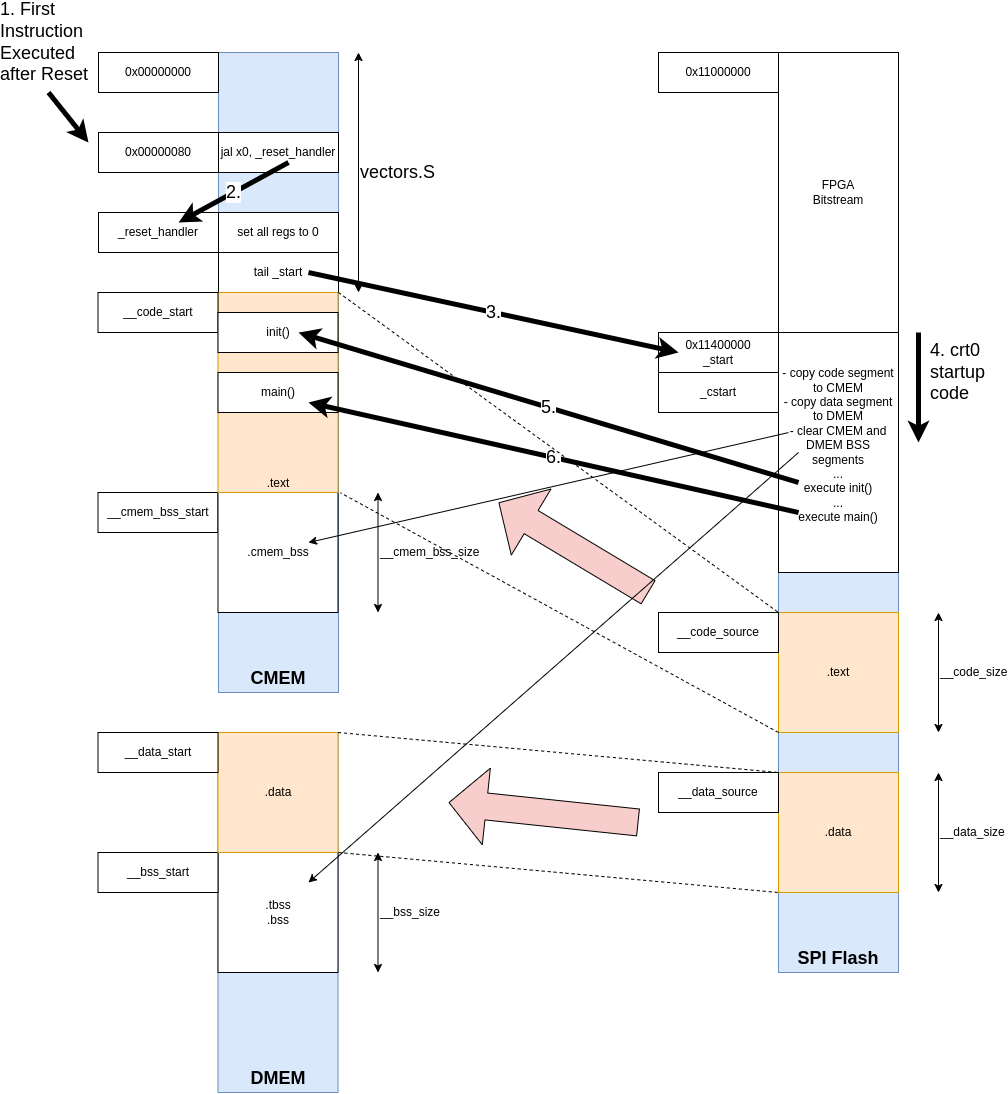 1. First
Instruction
Executed
after Reset
0x00000000
0x00000080
jal x0, _reset_handler
2.
_reset_handler
set all regs to 0
tail _start
vectors.S
__code_start
init()
main()
.text
__cmem_bss_start
.cmem_bss
__cmem_bss_size
CMEM
3.
5.
6.
0x11000000
FPGA
Bitstream
0x11400000
_start
_cstart
- copy code segment
to CMEM
- copy data segment
to DMEM
- clear CMEM and
DMEM BSS
segments
...
execute init()
...
execute main()
4. crt0
startup
code
__code_source
.text
__code_size
__data_source
.data
__data_size
SPI Flash
__data_start
.data
__bss_start
.tbss
.bss
__bss_size
DMEM